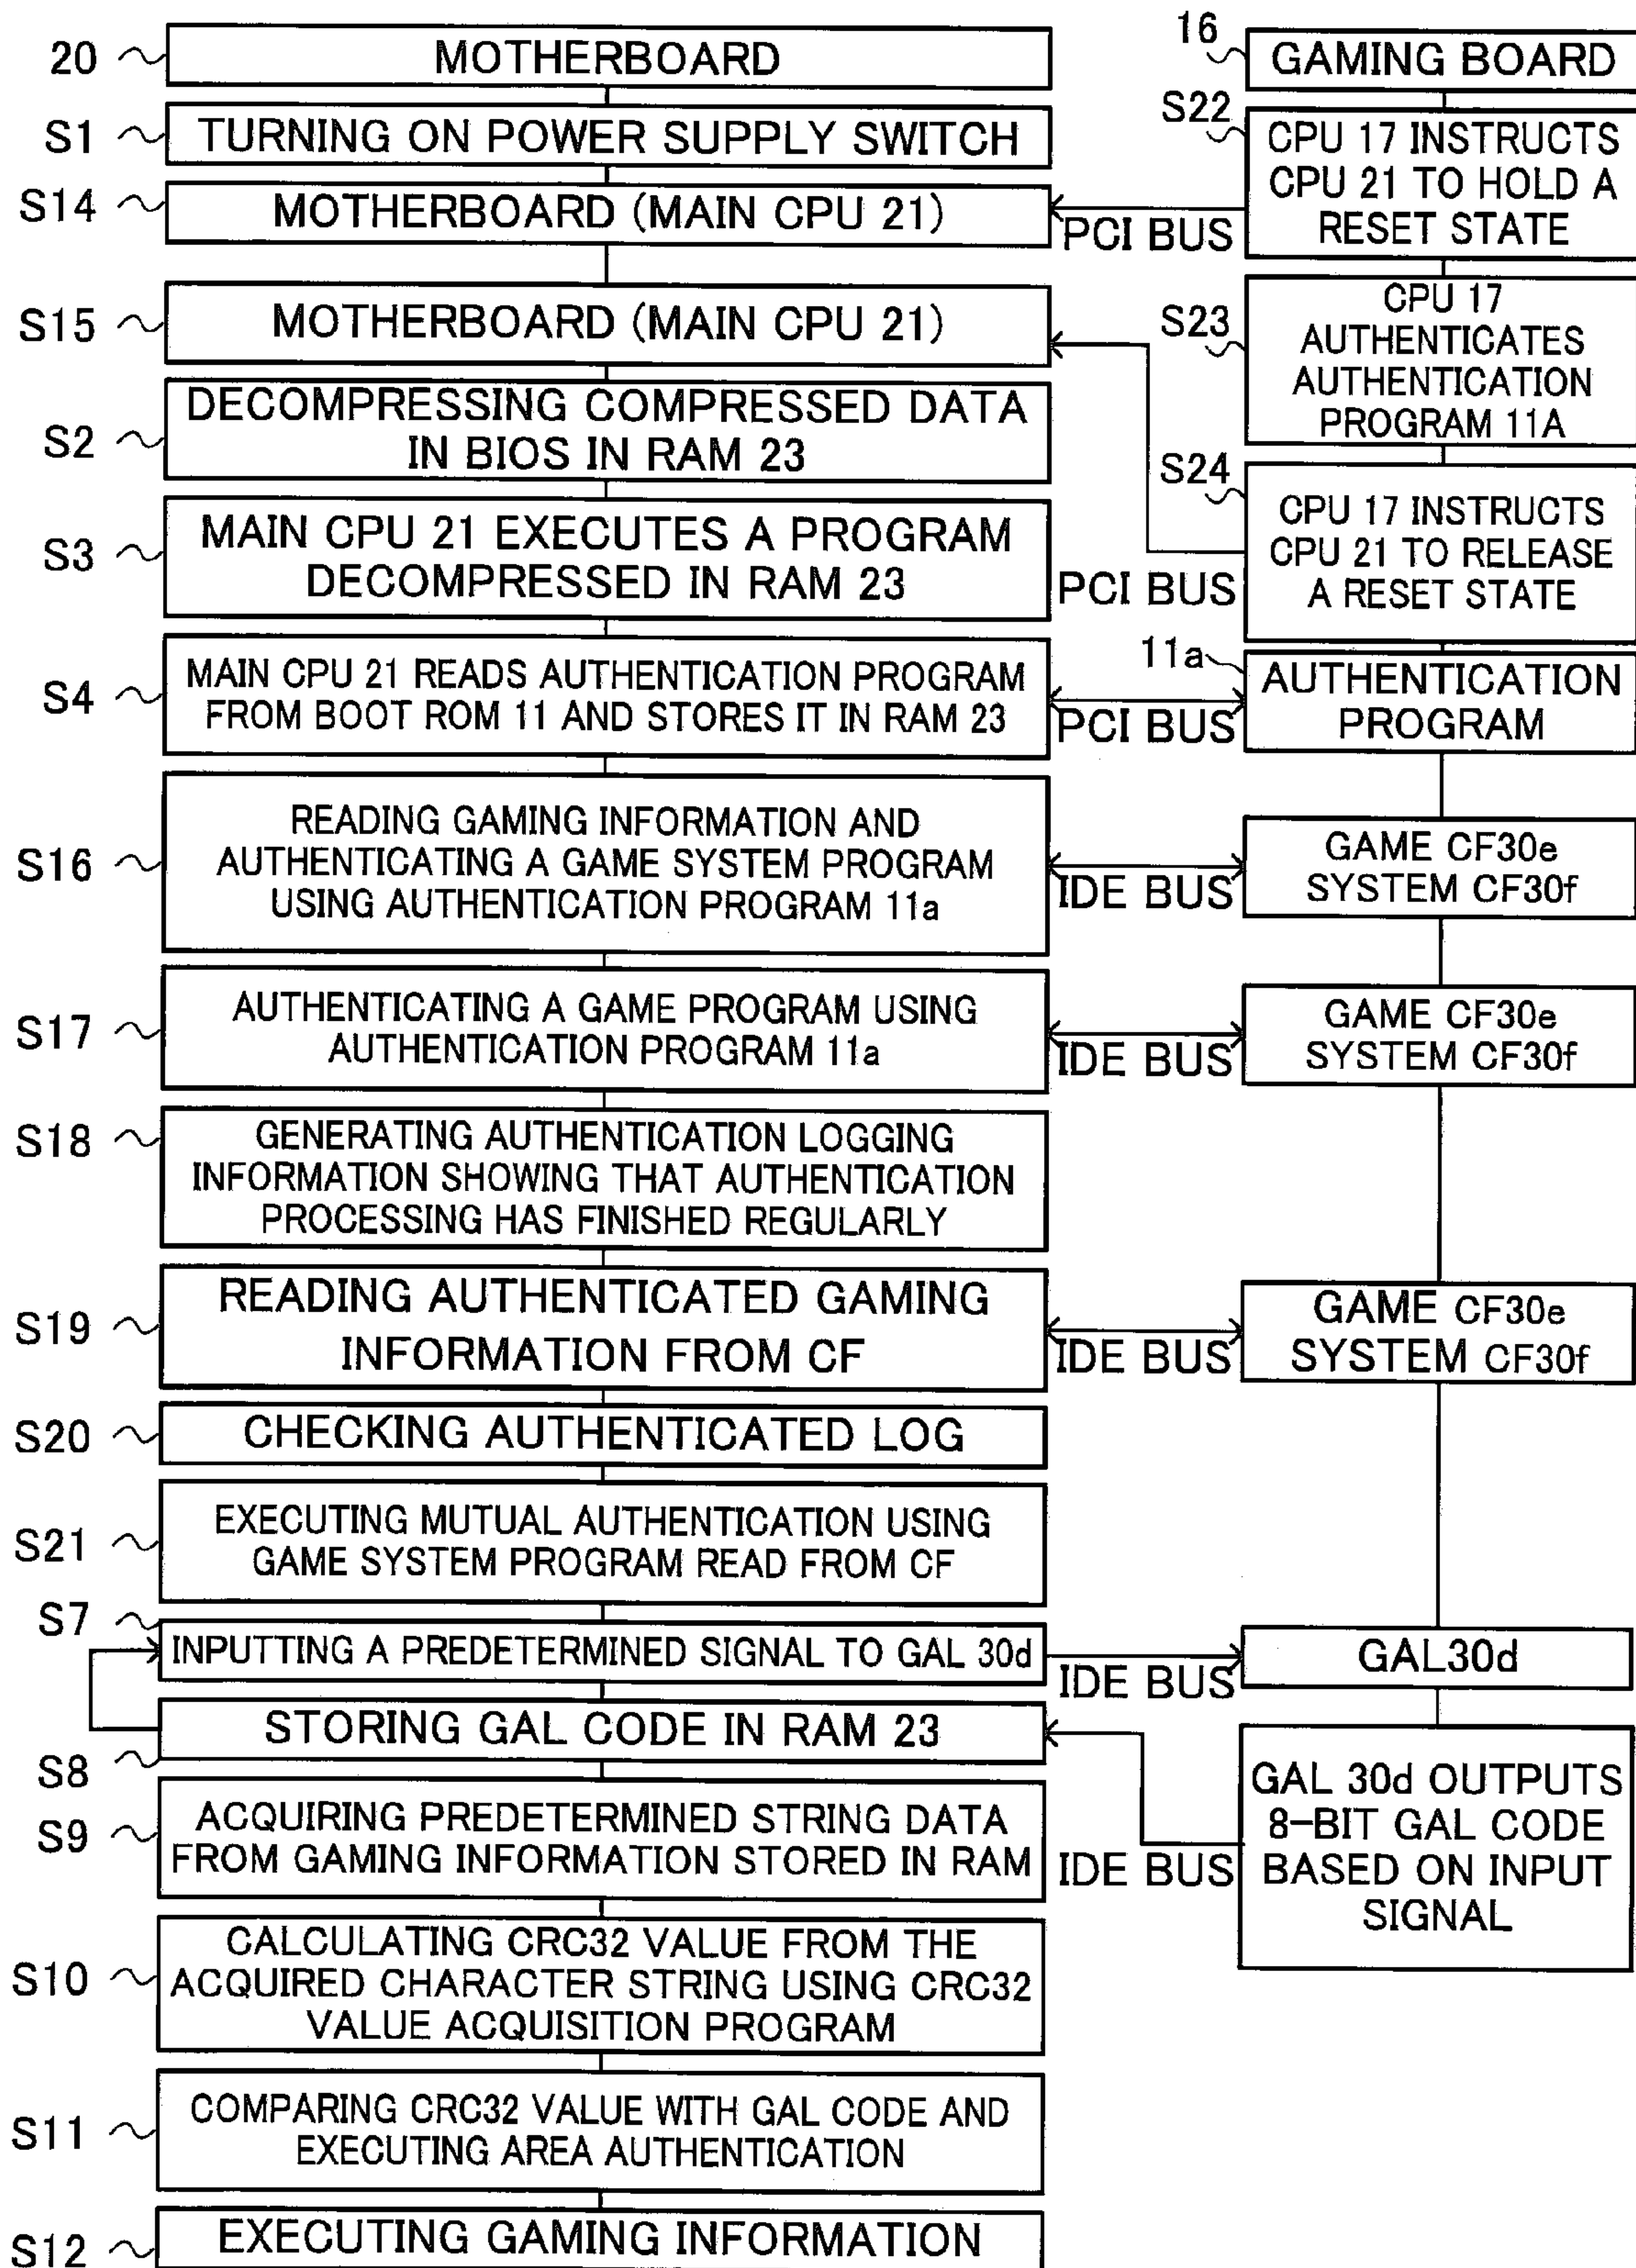 20
MOTHERBOARD
16
GAMING BOARD
S1
TURNING ON POWER SUPPLY SWITCH
S22
CPU 17 INSTRUCTS
CPU 21 TO HOLD A
RESET STATE
S14
MOTHERBOARD (MAIN CPU 21)
PCI BUS
S15
MOTHERBOARD (MAIN CPU 21)
S23
CPU 17
AUTHENTICATES
AUTHENTICATION
PROGRAM 11A
S2
DECOMPRESSING COMPRESSED DATA
IN BIOS IN RAM 23
S24
CPU 17 INSTRUCTS
CPU 21 TO RELEASE
A RESET STATE
S3
MAIN CPU 21 EXECUTES A PROGRAM
DECOMPRESSED IN RAM 23
PCI BUS
S4
MAIN CPU 21 READS AUTHENTICATION PROGRAM
FROM BOOT ROM 11 AND STORES IT IN RAM 23
PCI BUS
11a
AUTHENTICATION
PROGRAM
S16
READING GAMING INFORMATION AND
AUTHENTICATING A GAME SYSTEM PROGRAM
USING AUTHENTICATION PROGRAM 11a
IDE BUS
GAME CF30e
SYSTEM CF30f
S17
AUTHENTICATING A GAME PROGRAM USING
AUTHENTICATION PROGRAM 11a
IDE BUS
GAME CF30e
SYSTEM CF30f
S18
GENERATING AUTHENTICATION LOGGING
INFORMATION SHOWING THAT AUTHENTICATION
PROCESSING HAS FINISHED REGULARLY
S19
READING AUTHENTICATED GAMING
INFORMATION FROM CF
IDE BUS
GAME CF30e
SYSTEM CF30f
S20
CHECKING AUTHENTICATED LOG
S21
EXECUTING MUTUAL AUTHENTICATION USING
GAME SYSTEM PROGRAM READ FROM CF
S7
INPUTTING A PREDETERMINED SIGNAL TO GAL 30d
IDE BUS
GAL30d
S8
STORING GAL CODE IN RAM 23
IDE BUS
GAL 30d OUTPUTS
8-BIT GAL CODE
BASED ON INPUT
SIGNAL
S9
ACQUIRING PREDETERMINED STRING DATA
FROM GAMING INFORMATION STORED IN RAM
S10
CALCULATING CRC32 VALUE FROM THE
ACQUIRED CHARACTER STRING USING CRC32
VALUE ACQUISITION PROGRAM
S11
COMPARING CRC32 VALUE WITH GAL CODE AND
EXECUTING AREA AUTHENTICATION
S12
EXECUTING GAMING INFORMATION